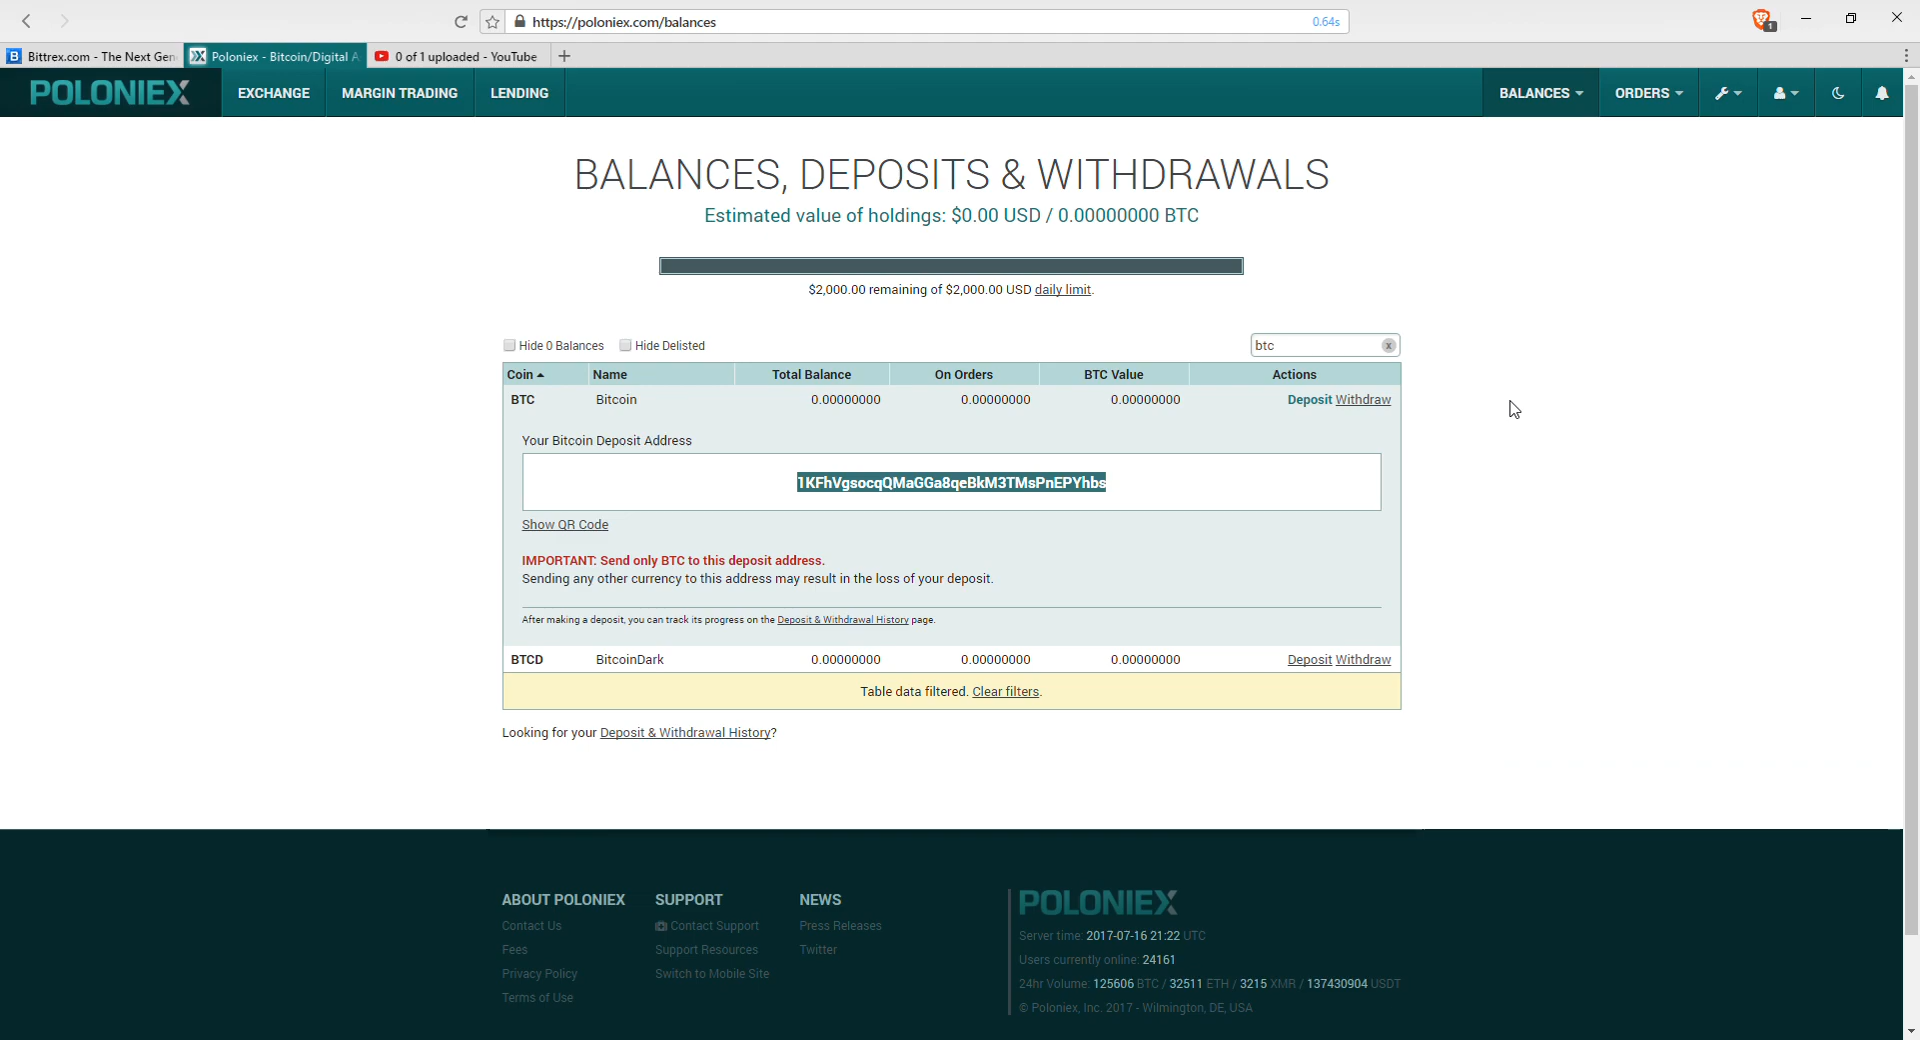 https://poloniex.com/balances
0.64s
1
Bittrex.com - The Next Gen
Poloniex - Bitcoin/Digital A
0 of 1 uploaded - YouTube
POLONIEX
EXCHANGE
MARGIN TRADING
LENDING
BALANCES
ORDERS
BALANCES, DEPOSITS & WITHDRAWALS
Estimated value of holdings: $0.00 USD / 0.00000000 BTC
$2,000.00 remaining of $2,000.00 USD daily limit.
Hide 0 Balances Hide Delisted btc
Coin Name Total Balance On Orders BTC Value Actions
BTC Bitcoin 0.00000000 0.00000000 0.00000000 Deposit Withdraw
Your Bitcoin Deposit Address
1KFhVgsocqQMaGGa8qeBkM3TMsPnEPYhbs
Show QR Code
IMPORTANT: Send only BTC to this deposit address.
Sending any other currency to this address may result in the loss of your deposit.
After making a deposit, you can track its progress on the Deposit & Withdrawal History page.
BTCD BitcoinDark 0.00000000 0.00000000 0.00000000 Deposit Withdraw
Table data filtered. Clear filters.
Looking for your Deposit & Withdrawal History?
ABOUT POLONIEX
Contact Us
Fees
Privacy Policy
Terms of Use
SUPPORT
Contact Support
Support Resources
Switch to Mobile Site
NEWS
Press Releases
Twitter
POLONIEX
Server time: 2017-07-16 21:22 UTC
Users currently online: 24161
24hr Volume: 125606 BTC / 32511 ETH / 3215 XMR / 137430904 USDT
© Poloniex, Inc. 2017 - Wilmington, DE, USA